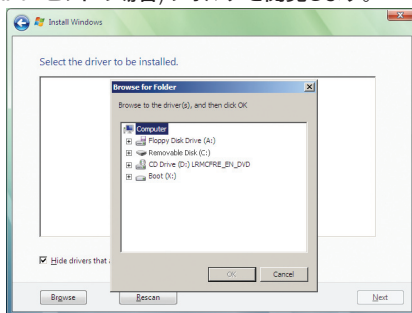 Install Windows
Select the driver to be installed.
Browse for Folder
Browse to the driver(s), and then click OK
Computer
Floppy Disk Drive (A:)
Removable Disk (C:)
CD Drive (D:) LRMCFRE_EN_DVD
Boot (X:)
Hide drivers that
OK
Cancel
Browse
Rescan
Next